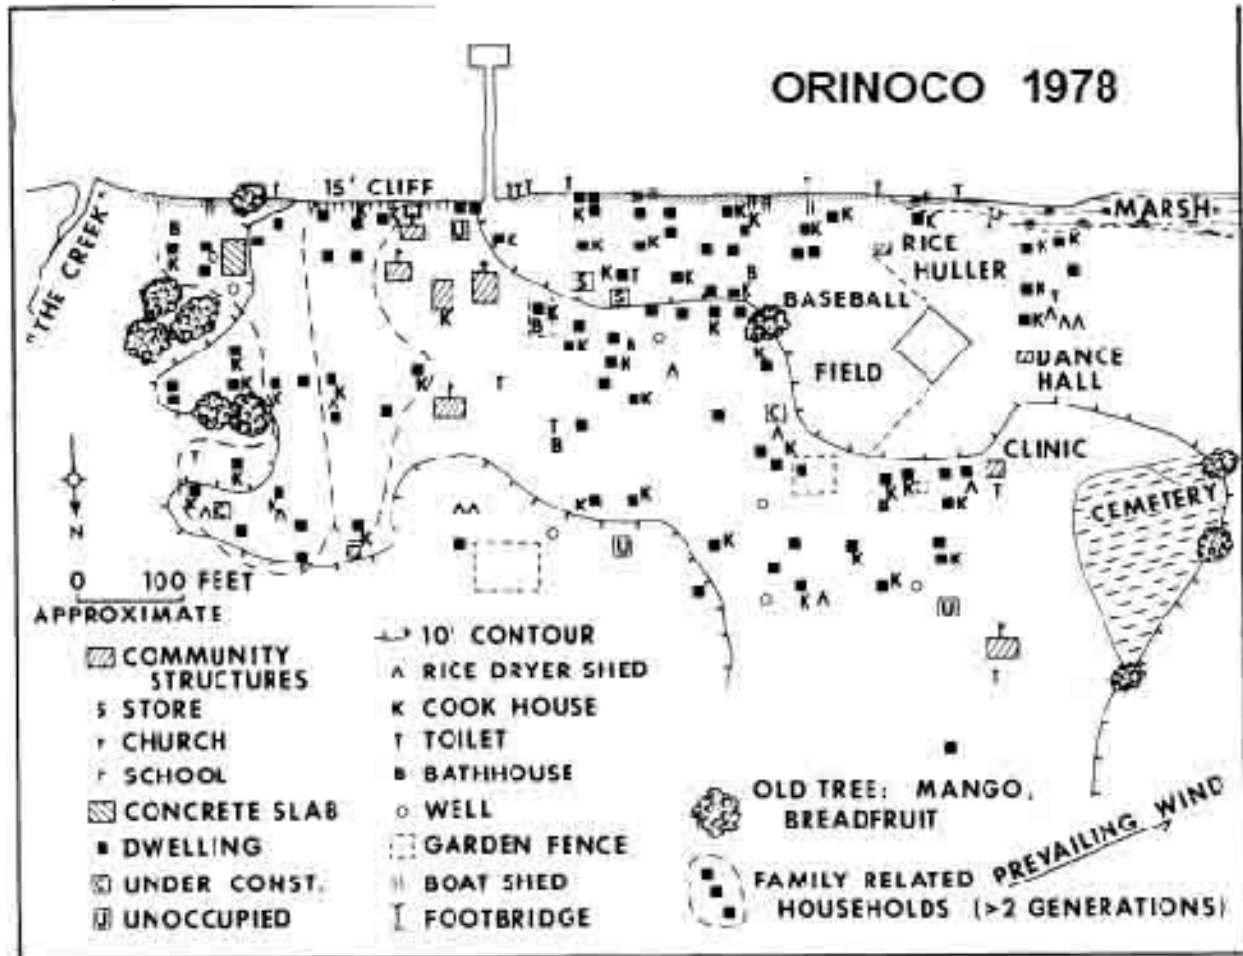 ORINOCO 1978
15' CLIFF
"THE CREEK"
MARSH
RICE
HULLER
BASEBALL
FIELD
DANCE
HALL
CLINIC
CEMETERY
N
0 100 FEET
APPROXIMATE
COMMUNITY
STRUCTURES
S STORE
CHURCH
SCHOOL
CONCRETE SLAB
DWELLING
UNDER CONST.
U UNOCCUPIED
10' CONTOUR
^ RICE DRYER SHED
K COOK HOUSE
T TOILET
B BATHHOUSE
WELL
GARDEN FENCE
BOAT SHED
FOOTBRIDGE
OLD TREE: MANGO,
BREADFRUIT
PREVAILING WIND
FAMILY RELATED
HOUSEHOLDS (>2 GENERATIONS)